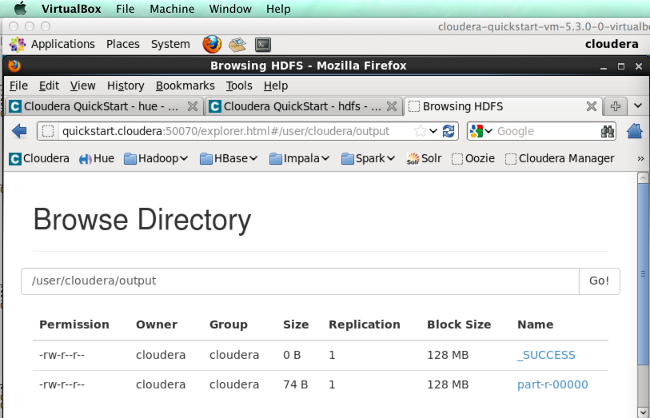 VirtualBox File Machine Window Help
cloudera-quickstart-vm-5.3.0-0-virtualb
Applications Places System cloudera
Browsing HDFS - Mozilla Firefox
File Edit View History Bookmarks Tools Help
Cloudera QuickStart - hue - ... Cloudera QuickStart - hdfs - ... Browsing HDFS
quickstart.cloudera:50070/explorer.html#/user/cloudera/output Google
Cloudera Hue Hadoop HBase Impala Spark Solr Solr Oozie Cloudera Manager »
Browse Directory
/user/cloudera/output Go!
Permission Owner Group Size Replication Block Size Name
-rw-r--r-- cloudera cloudera 0 B 1 128 MB _SUCCESS
-rw-r--r-- cloudera cloudera 74 B 1 128 MB part-r-00000